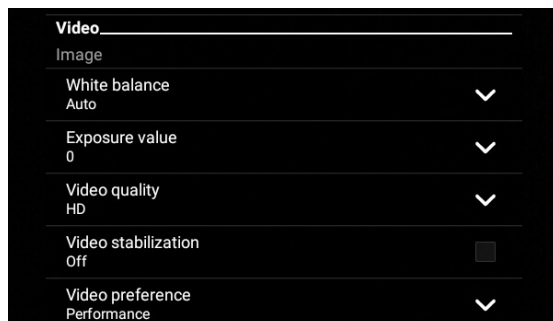 Video
Image
White balance
Auto
Exposure value
0
Video quality
HD
Video stabilization
Off
Video preference
Performance